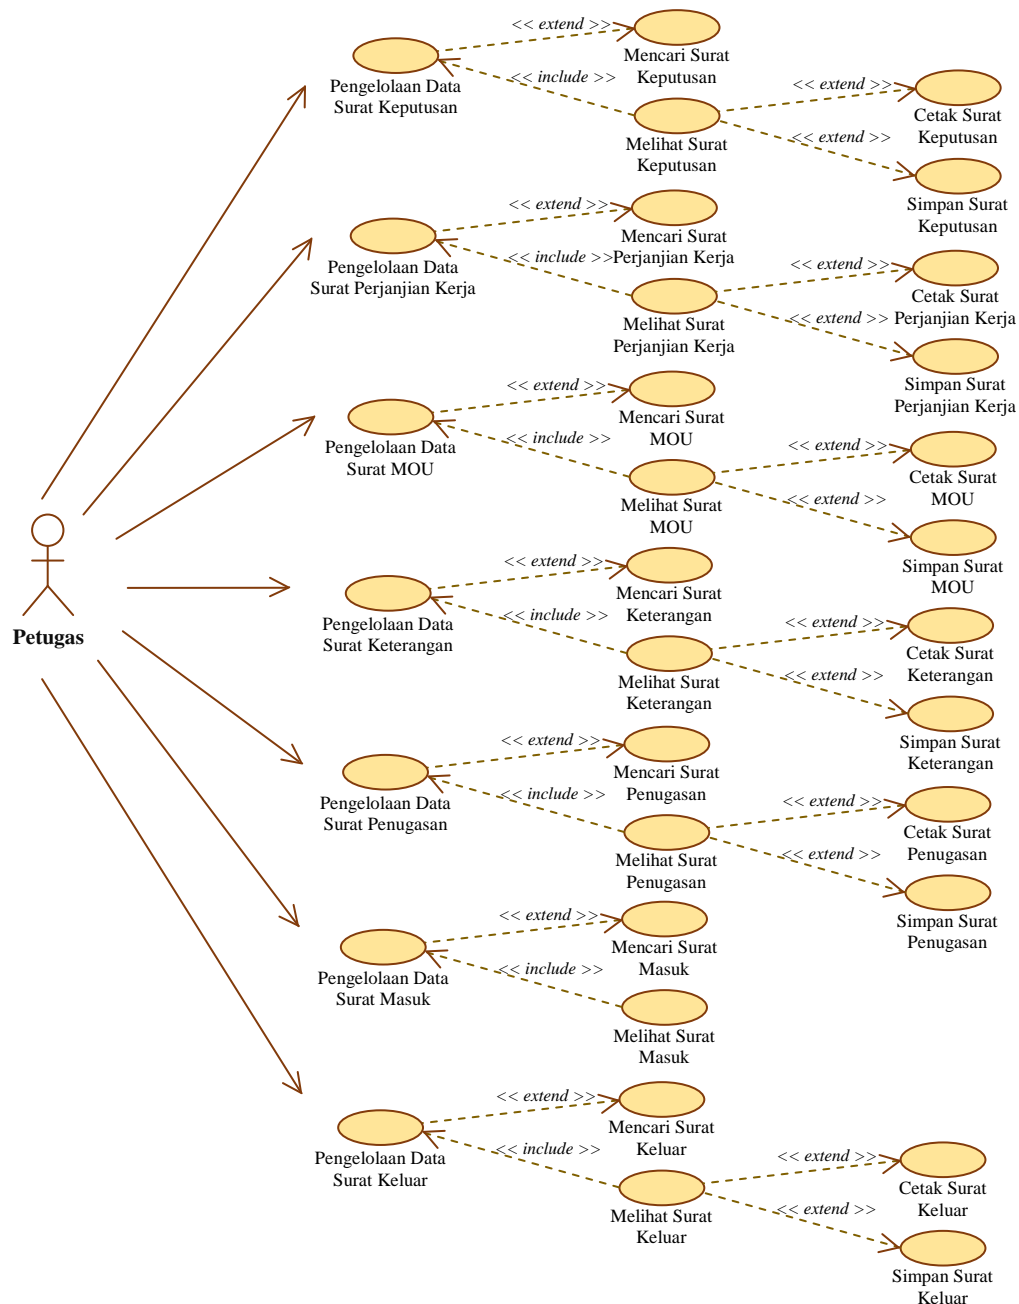 << extend >>
Mencari Surat
Keputusan
Pengelolaan Data
Surat Keputusan
<< include >>
Melihat Surat
Keputusan
<< extend >>
Cetak Surat
Keputusan
<< extend >>
Simpan Surat
Keputusan
<< extend >>
Mencari Surat
Perjanjian Kerja
Pengelolaan Data
Surat Perjanjian Kerja
<< include >>
Melihat Surat
Perjanjian Kerja
<< extend >>
Cetak Surat
Perjanjian Kerja
<< extend >>
Simpan Surat
Perjanjian Kerja
<< extend >>
Mencari Surat
MOU
Pengelolaan Data
Surat MOU
<< include >>
Melihat Surat
MOU
<< extend >>
Cetak Surat
MOU
<< extend >>
Simpan Surat
MOU
Petugas
<< extend >>
Mencari Surat
Keterangan
Pengelolaan Data
Surat Keterangan
<< include >>
Melihat Surat
Keterangan
<< extend >>
Cetak Surat
Keterangan
<< extend >>
Simpan Surat
Keterangan
<< extend >>
Mencari Surat
Penugasan
Pengelolaan Data
Surat Penugasan
<< include >>
Melihat Surat
Penugasan
<< extend >>
Cetak Surat
Penugasan
<< extend >>
Simpan Surat
Penugasan
<< extend >>
Mencari Surat
Masuk
Pengelolaan Data
Surat Masuk
<< include >>
Melihat Surat
Masuk
<< extend >>
Mencari Surat
Keluar
Pengelolaan Data
Surat Keluar
<< include >>
Melihat Surat
Keluar
<< extend >>
Cetak Surat
Keluar
<< extend >>
Simpan Surat
Keluar